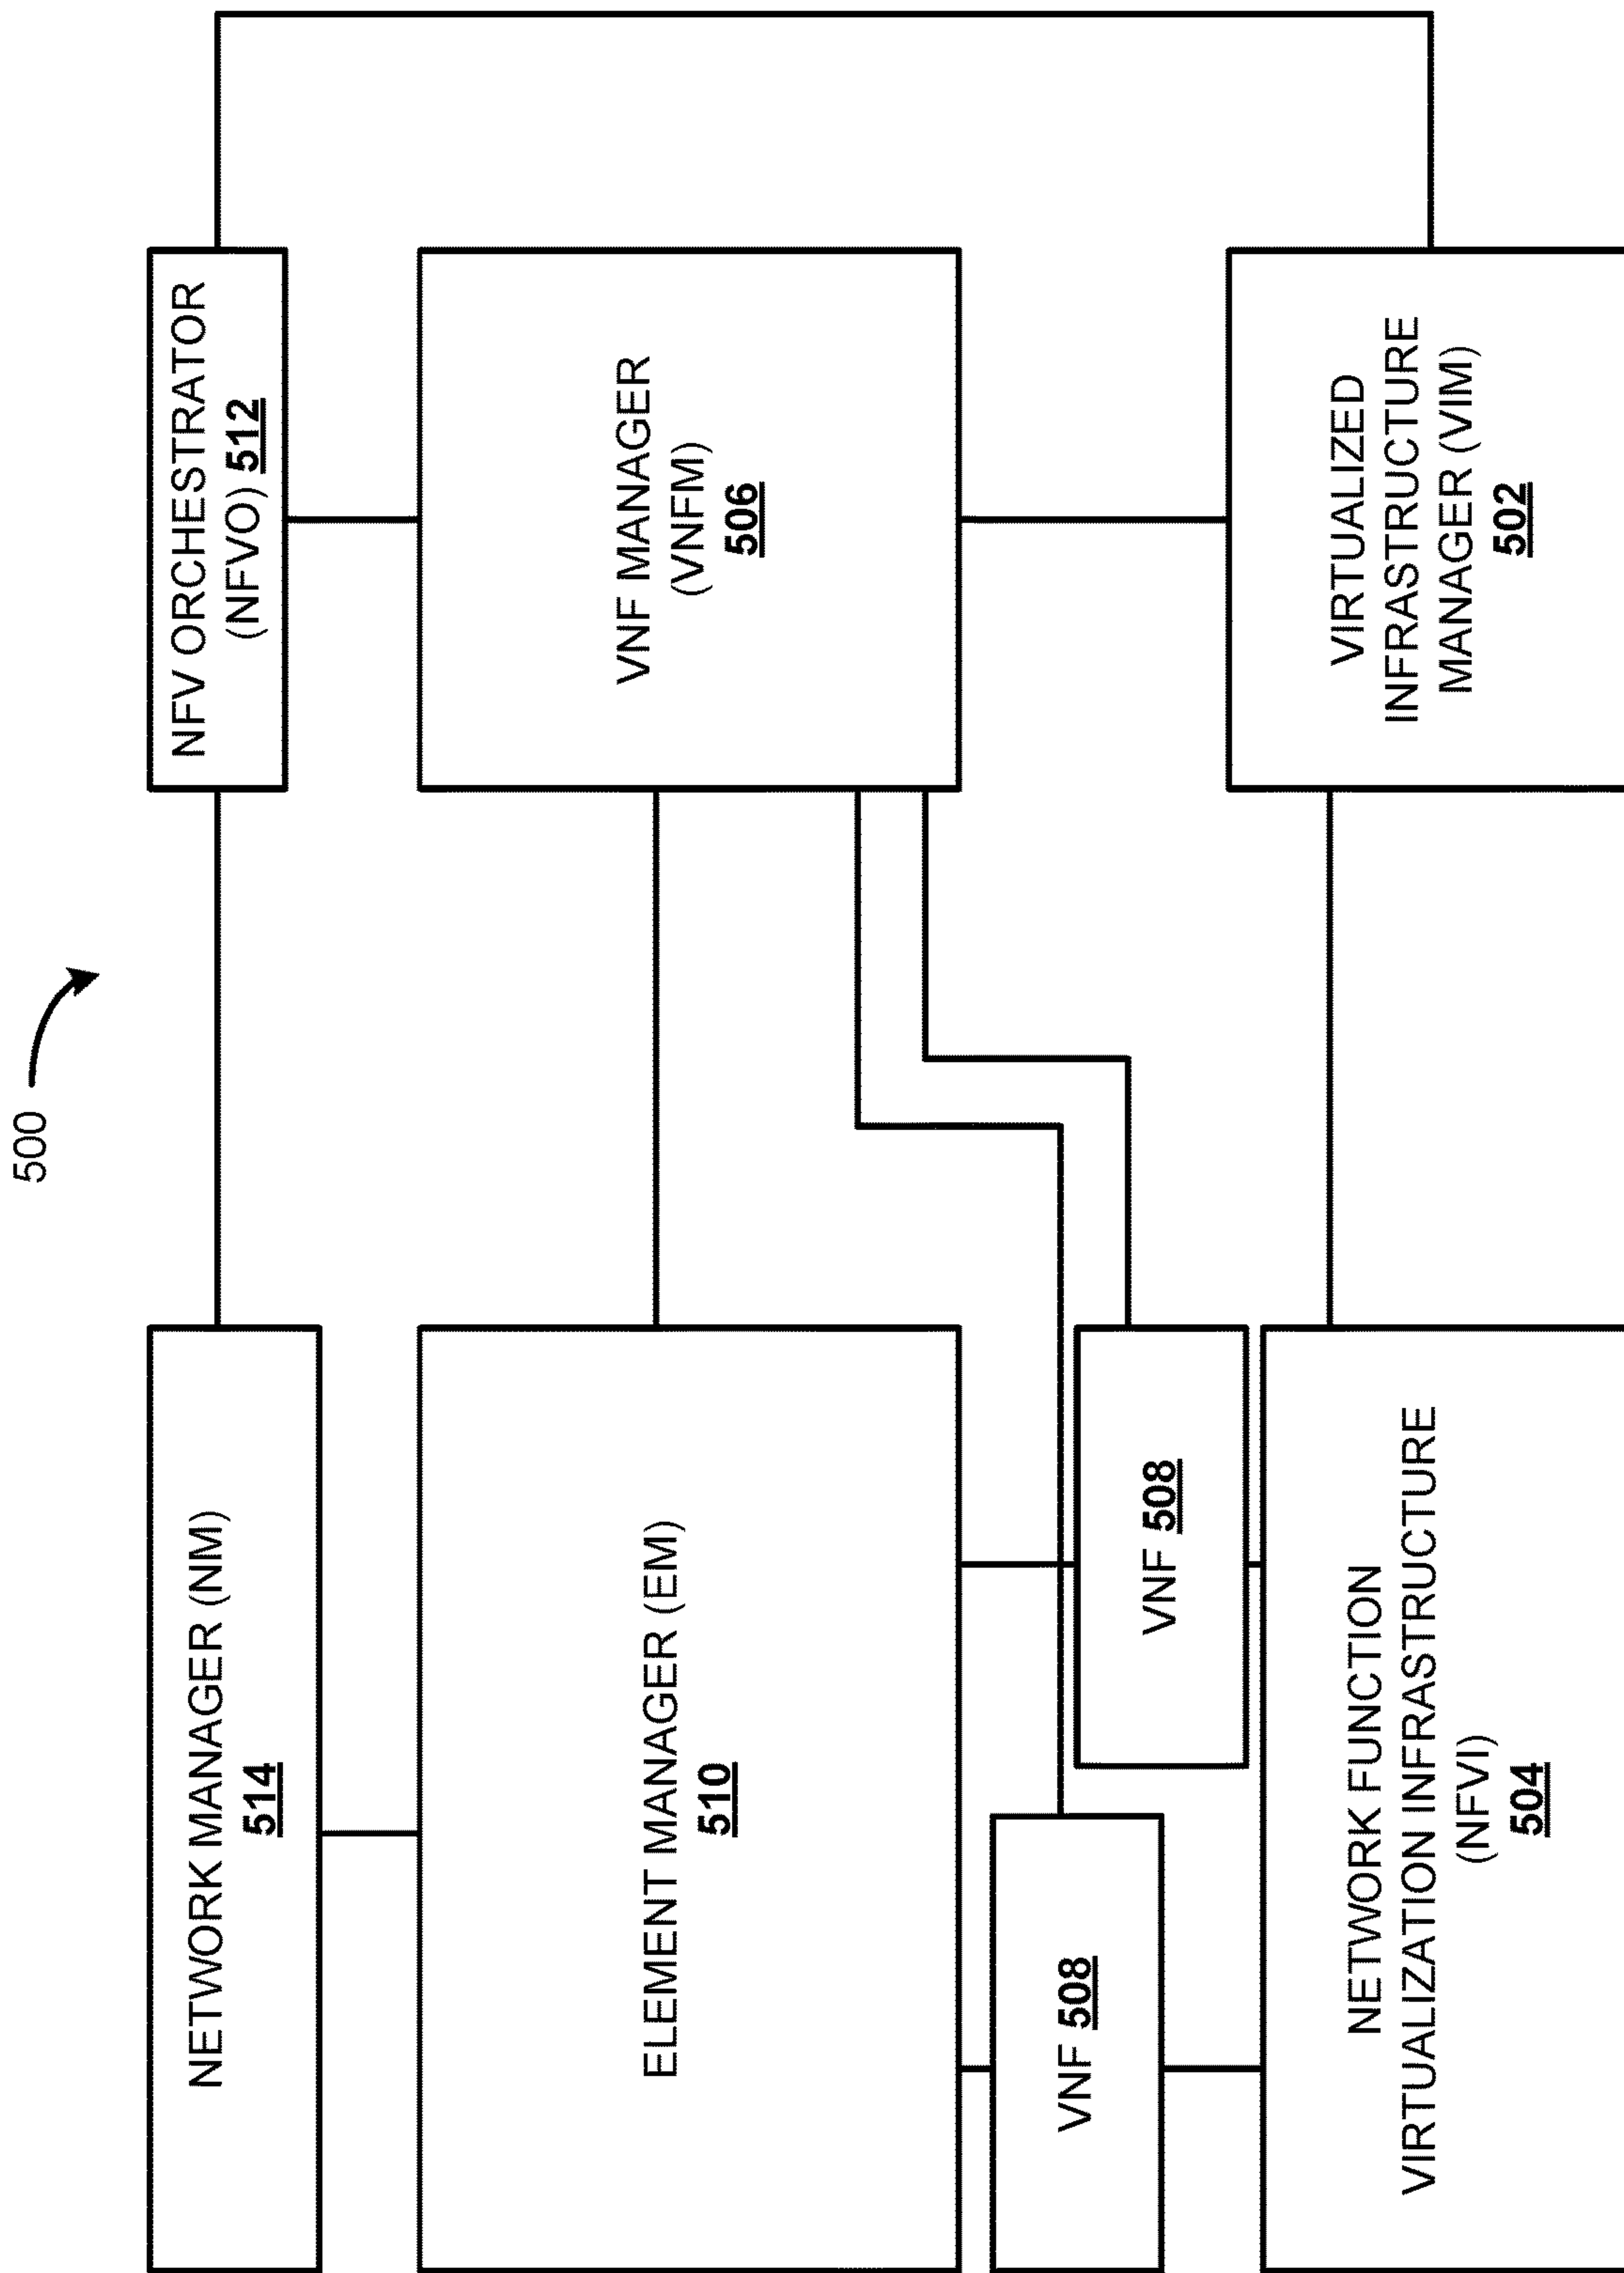 500
NETWORK MANAGER (NM)
514
NFV ORCHESTRATOR
(NFVO) 512
ELEMENT MANAGER (EM)
510
VNF MANAGER
(VNFM)
506
VNF 508
VNF 508
NETWORK FUNCTION
VIRTUALIZATION INFRASTRUCTURE
(NFVI)
504
VIRTUALIZED
INFRASTRUCTURE
MANAGER (VIM)
502